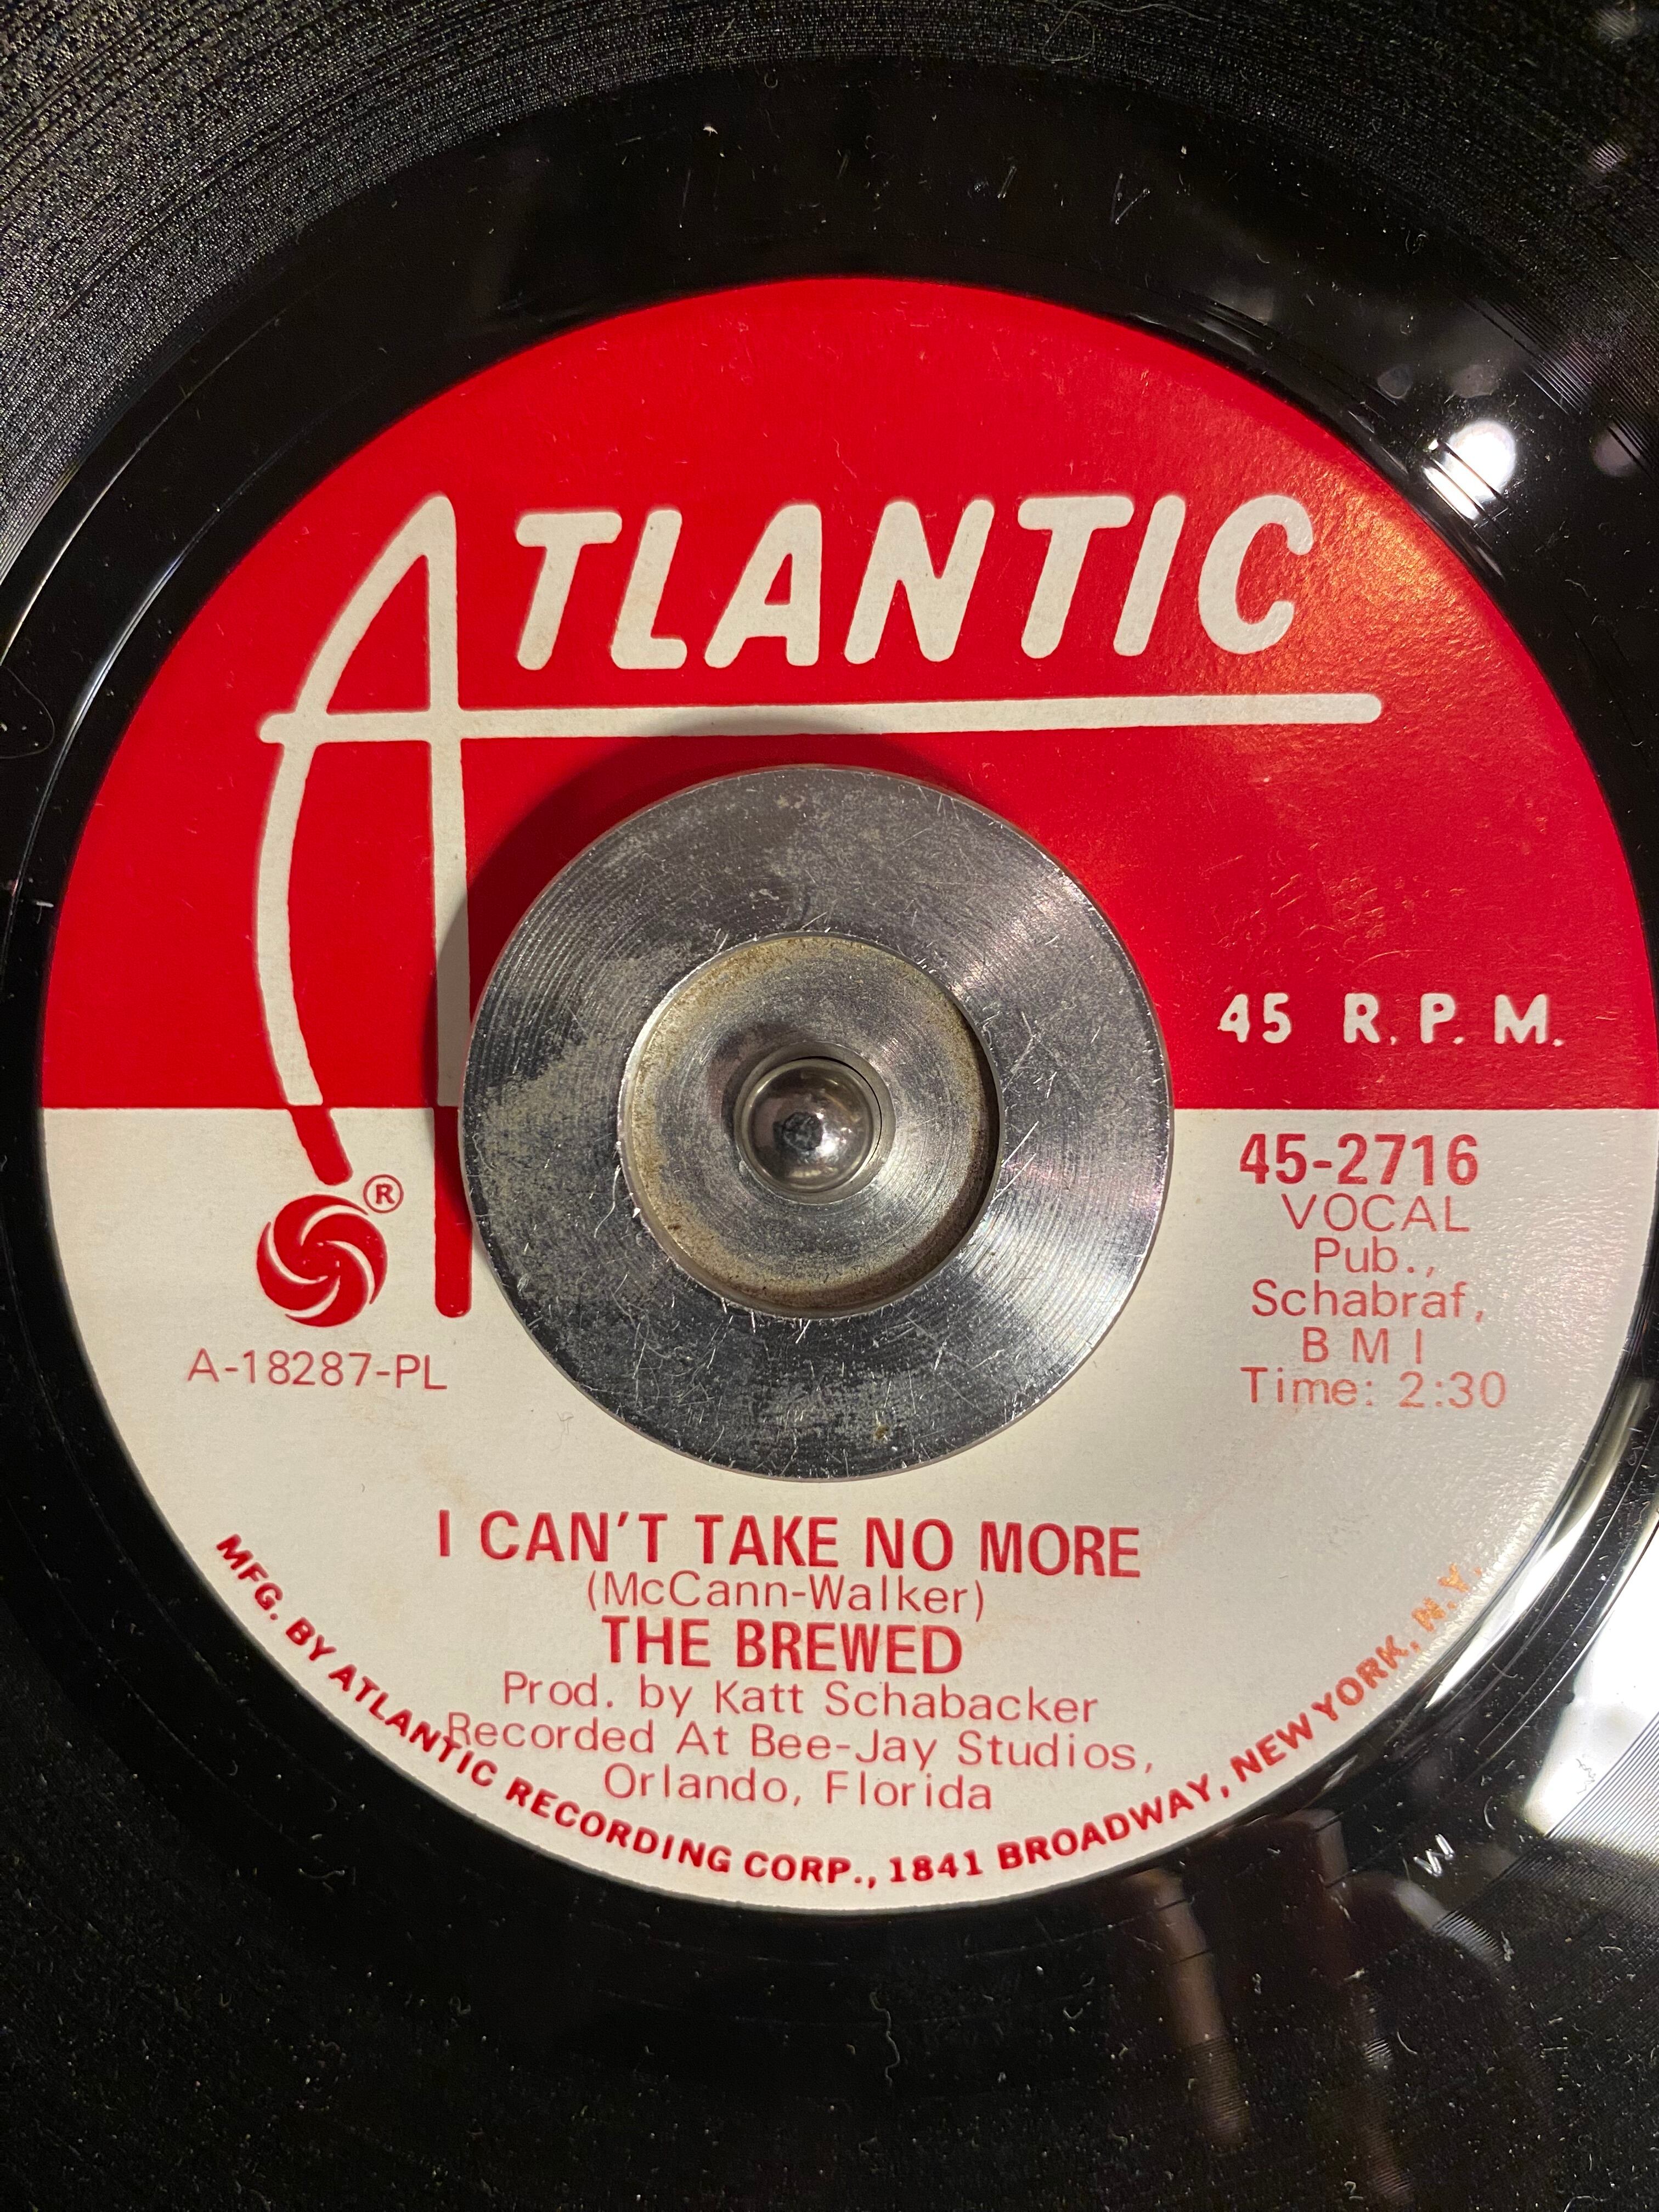 ATLANTIC
45 R.P.M.
45-2716
VOCAL
Pub.,
Schabraf,
BMI
Time: 2:30
®
A-18287-PL
I CAN'T TAKE NO MORE
(McCann-Walker)
THE BREWED
Prod. by Katt Schabacker
Recorded At Bee-Jay Studios,
Orlando, Florida
MFG. BY ATLANTIC RECORDING CORP., 1841 BROADWAY, NEW YORK, N.Y.
W